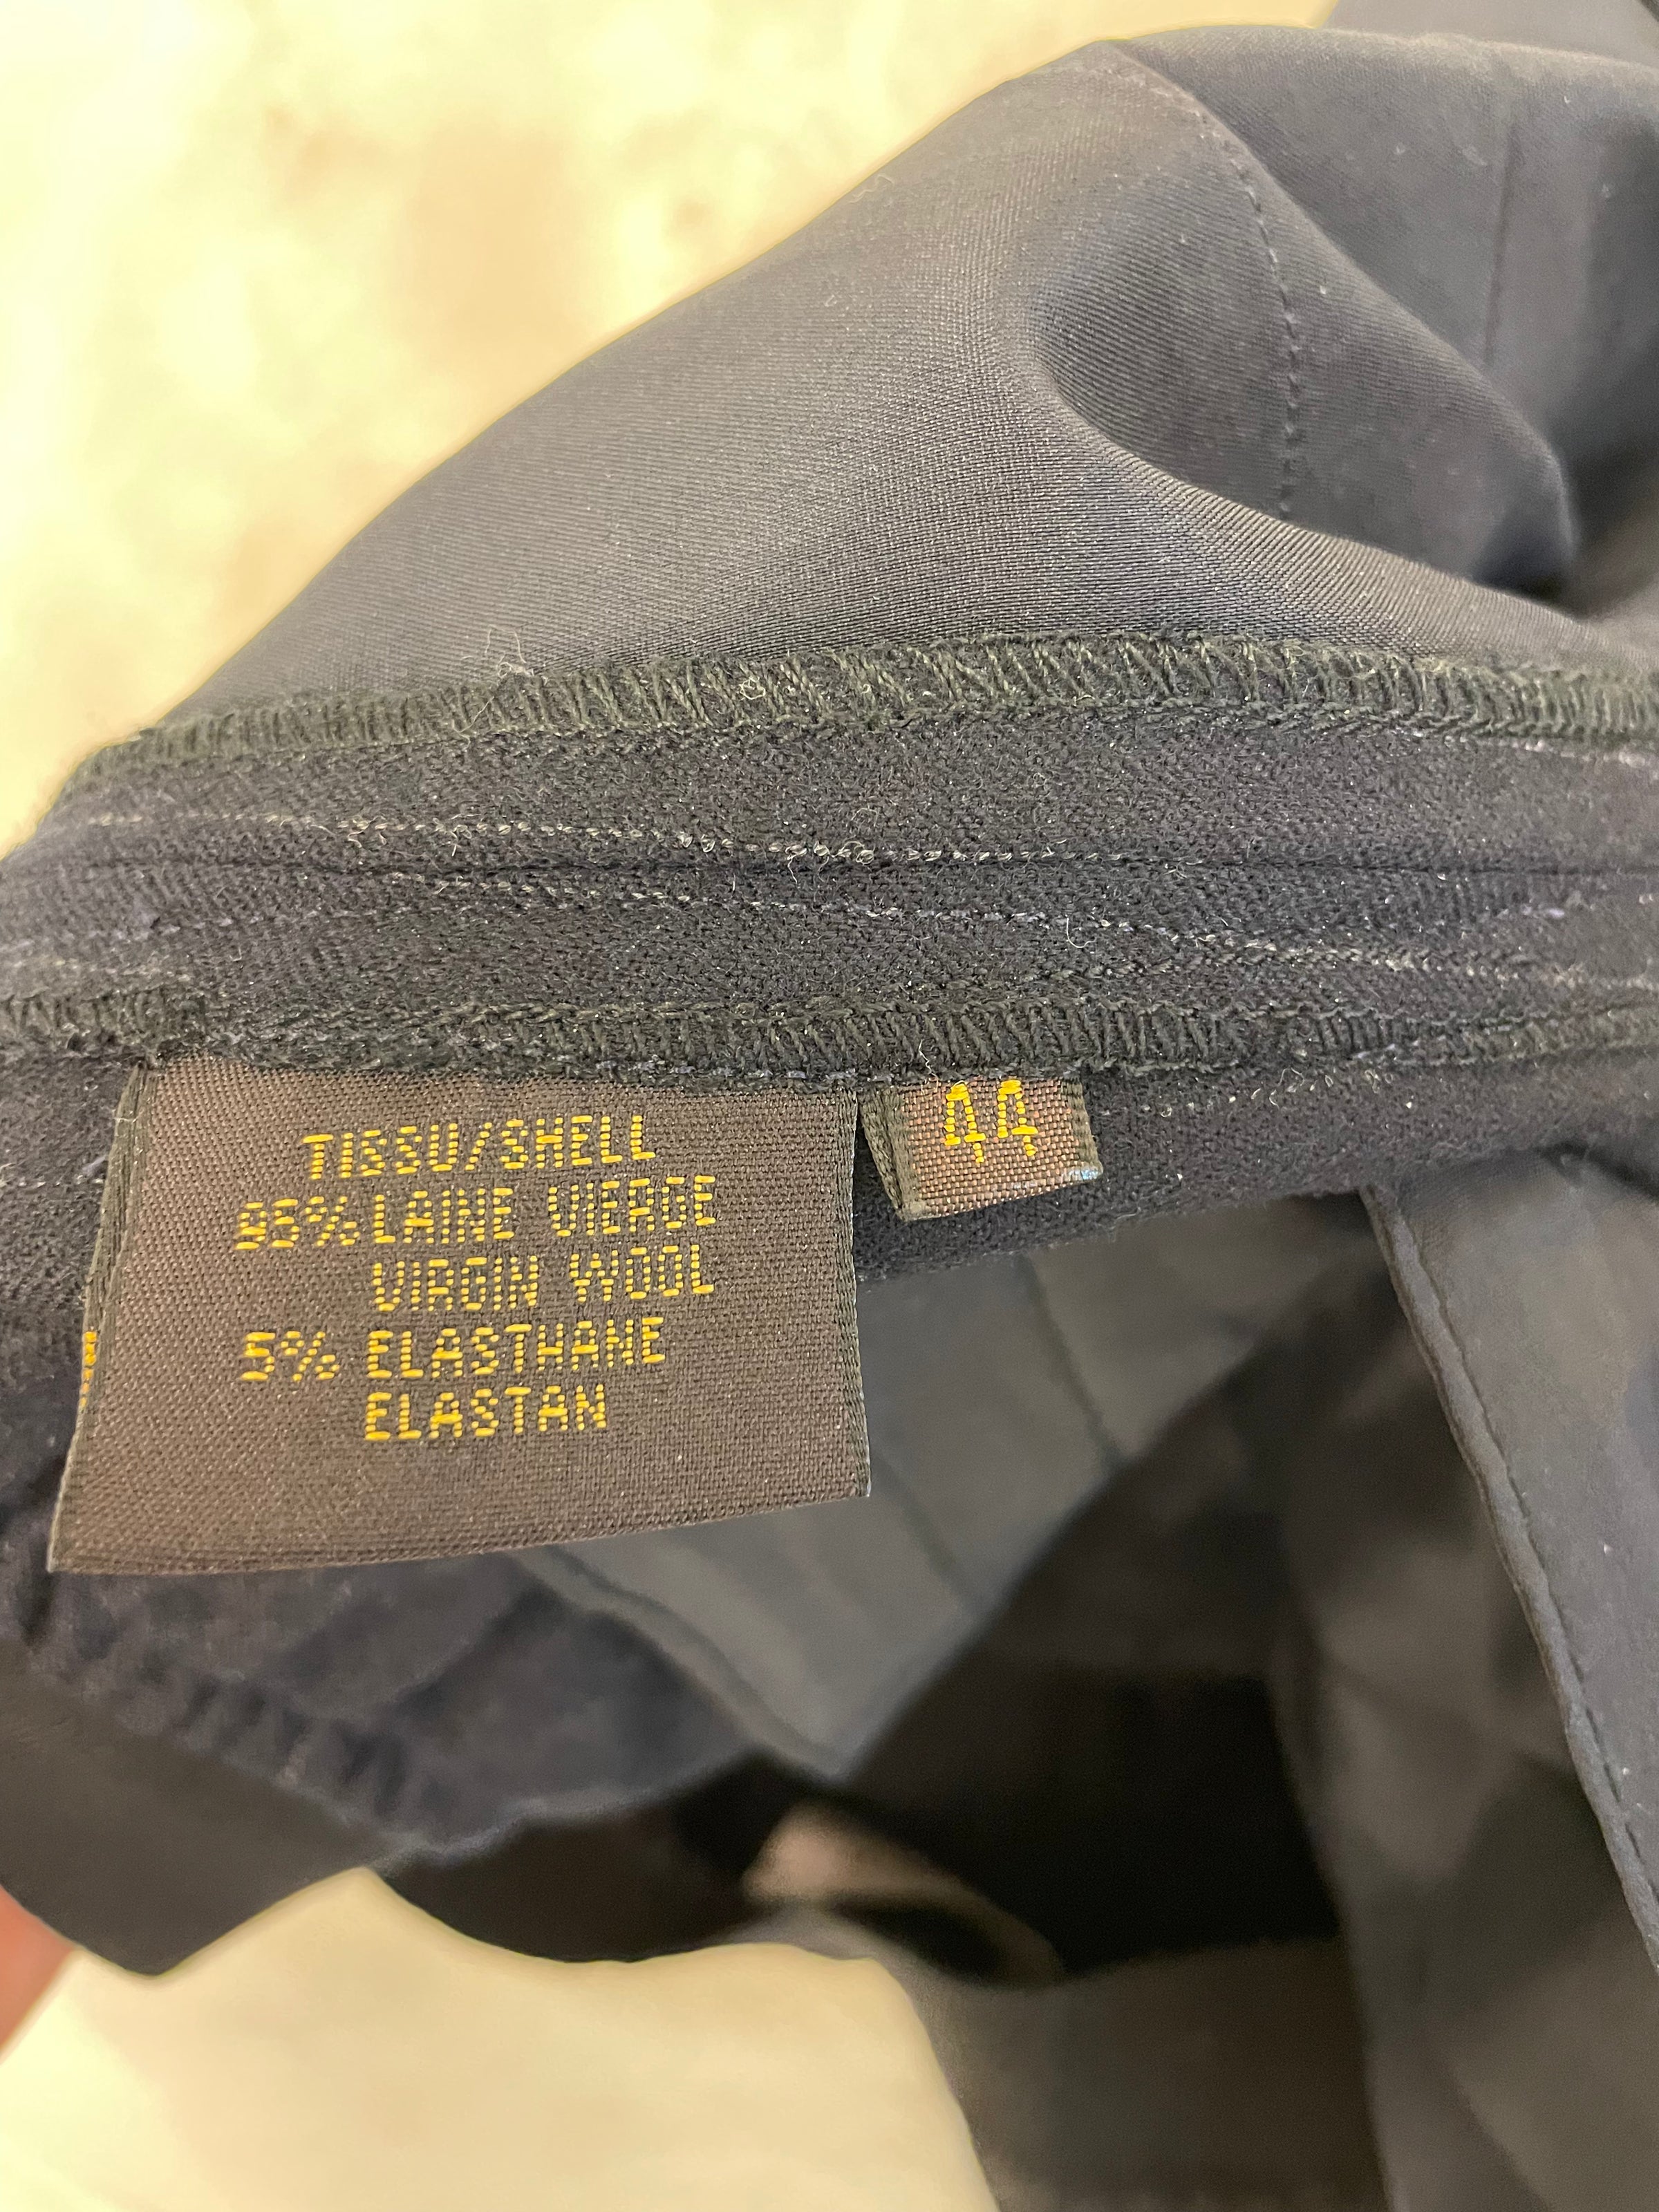 TISSU/SHELL
95% LAINE VIERGE
VIRGIN WOOL
5% ELASTHANE
ELASTAN
44